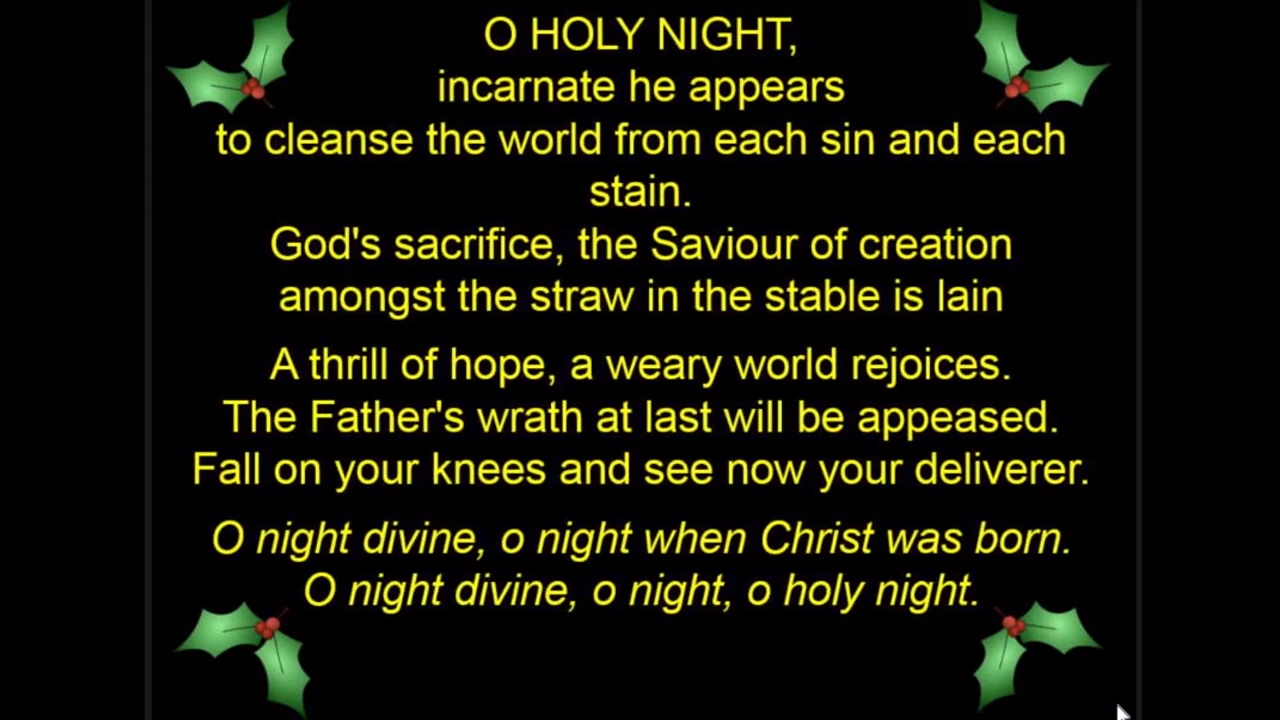 O HOLY NIGHT,
incarnate he appears
to cleanse the world from each sin and each
stain.
God's sacrifice, the Saviour of creation
amongst the straw in the stable is lain
A thrill of hope, a weary world rejoices.
The Father's wrath at last will be appeased.
Fall on your knees and see now your deliverer.
O night divine, o night when Christ was born.
O night divine, o night, o holy night.